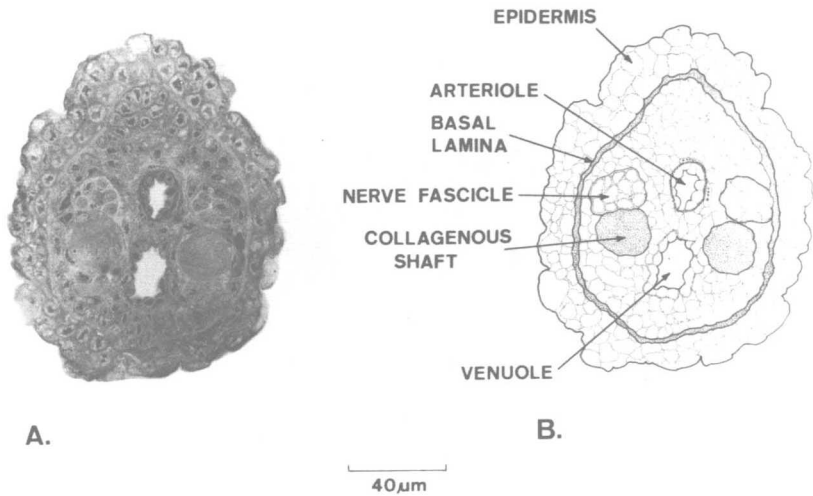 EPIDERMIS
ARTERIOLE
BASAL
LAMINA
NERVE FASCICLE
COLLAGENOUS
SHAFT
VENUOLE
A.
B.
40µm